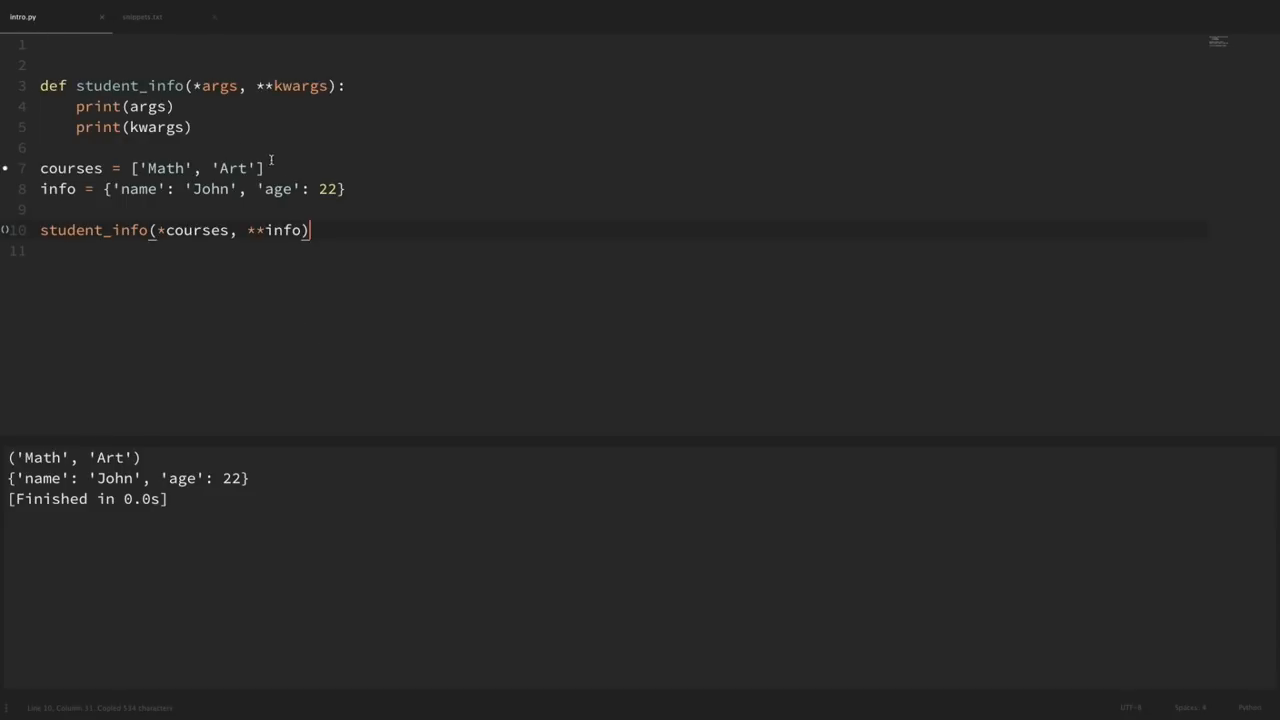 intro.py
snippets.txt
1
2
3 def student_info(*args, **kwargs):
4     print(args)
5     print(kwargs)
6
7 courses = ['Math', 'Art']
8 info = {'name': 'John', 'age': 22}
9
10 student_info(*courses, **info)
11
('Math', 'Art')
{'name': 'John', 'age': 22}
[Finished in 0.0s]
Line 10, Column 31, Copied 534 characters
UTF-8
Spaces: 4
Python